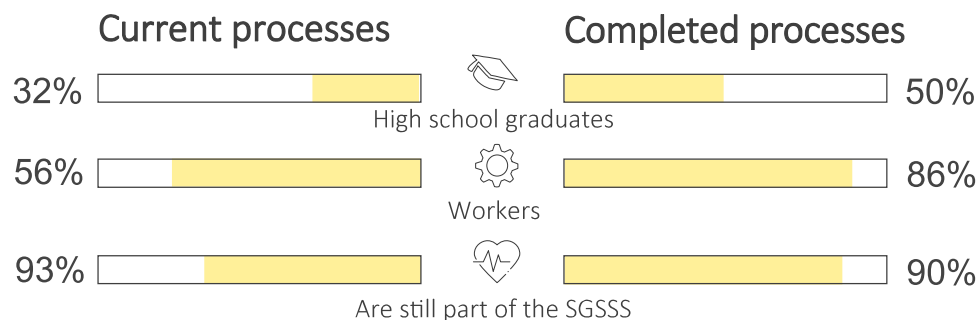 Current processes
Completed processes
32%
50%
High school graduates
56%
86%
Workers
93%
90%
Are still part of the SGSSS